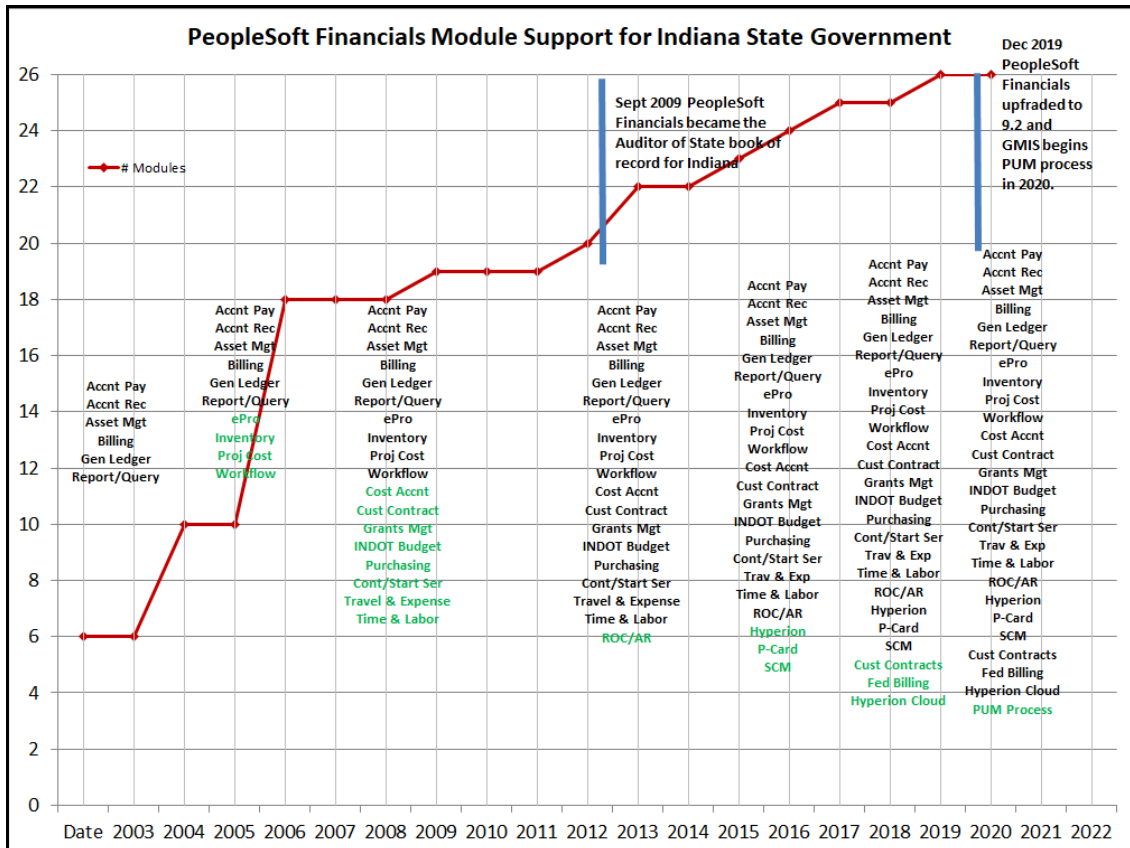 PeopleSoft Financials Module Support for Indiana State Government
Dec 2019
PeopleSoft
Financials
upfraded to
9.2 and
GMIS begins
PUM process
in 2020.
Sept 2009 PeopleSoft
Financials became the
Auditor of State book of
record for Indiana
# Modules
26
24
22
20
18
16
14
12
10
8
6
4
2
0
Accnt Pay
Accnt Rec
Asset Mgt
Billing
Gen Ledger
Report/Query
Accnt Pay
Accnt Rec
Asset Mgt
Billing
Gen Ledger
Report/Query
ePro
Inventory
Proj Cost
Workflow
Accnt Pay
Accnt Rec
Asset Mgt
Billing
Gen Ledger
Report/Query
ePro
Inventory
Proj Cost
Workflow
Cost Accnt
Cust Contract
Grants Mgt
INDOT Budget
Purchasing
Cont/Start Ser
Travel & Expense
Time & Labor
Accnt Pay
Accnt Rec
Asset Mgt
Billing
Gen Ledger
Report/Query
ePro
Inventory
Proj Cost
Workflow
Cost Accnt
Cust Contract
Grants Mgt
INDOT Budget
Purchasing
Cont/Start Ser
Travel & Expense
Time & Labor
ROC/AR
Accnt Pay
Accnt Rec
Asset Mgt
Billing
Gen Ledger
Report/Query
ePro
Inventory
Proj Cost
Workflow
Cost Accnt
Cust Contract
Grants Mgt
INDOT Budget
Purchasing
Cont/Start Ser
Trav & Exp
Time & Labor
ROC/AR
Hyperion
P-Card
SCM
Accnt Pay
Accnt Rec
Asset Mgt
Billing
Gen Ledger
Report/Query
ePro
Inventory
Proj Cost
Workflow
Cost Accnt
Cust Contract
Grants Mgt
INDOT Budget
Purchasing
Cont/Start Ser
Trav & Exp
Time & Labor
ROC/AR
Hyperion
P-Card
SCM
Cust Contracts
Fed Billing
Hyperion Cloud
Accnt Pay
Accnt Rec
Asset Mgt
Billing
Gen Ledger
Report/Query
ePro
Inventory
Proj Cost
Workflow
Cost Accnt
Cust Contract
Grants Mgt
INDOT Budget
Purchasing
Cont/Start Ser
Trav & Exp
Time & Labor
ROC/AR
Hyperion
P-Card
SCM
Cust Contracts
Fed Billing
Hyperion Cloud
PUM Process
Date 2003 2004 2005 2006 2007 2008 2009 2010 2011 2012 2013 2014 2015 2016 2017 2018 2019 2020 2021 2022